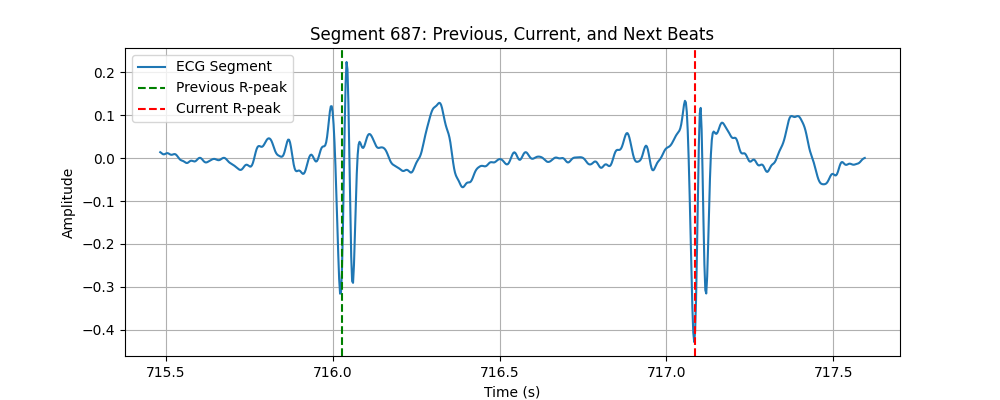 Segment 687: Previous, Current, and Next Beats
ECG Segment
Previous R-peak
Current R-peak
0.2
0.1
0.0
−0.1
−0.2
−0.3
−0.4
Amplitude
715.5 716.0 716.5 717.0 717.5
Time (s)